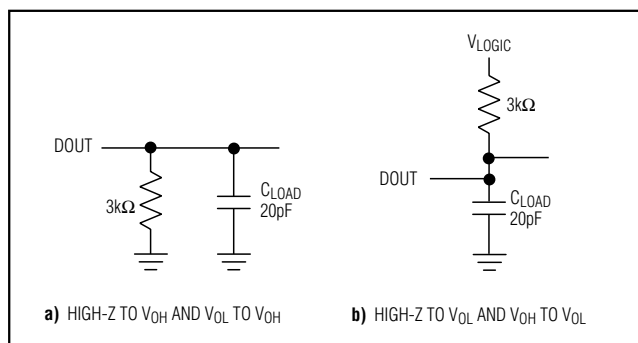 DOUT
3kΩ
CLOAD
20pF
a) HIGH-Z TO VOH AND VOL TO VOH
VLOGIC
3kΩ
DOUT
CLOAD
20pF
b) HIGH-Z TO VOL AND VOH TO VOL